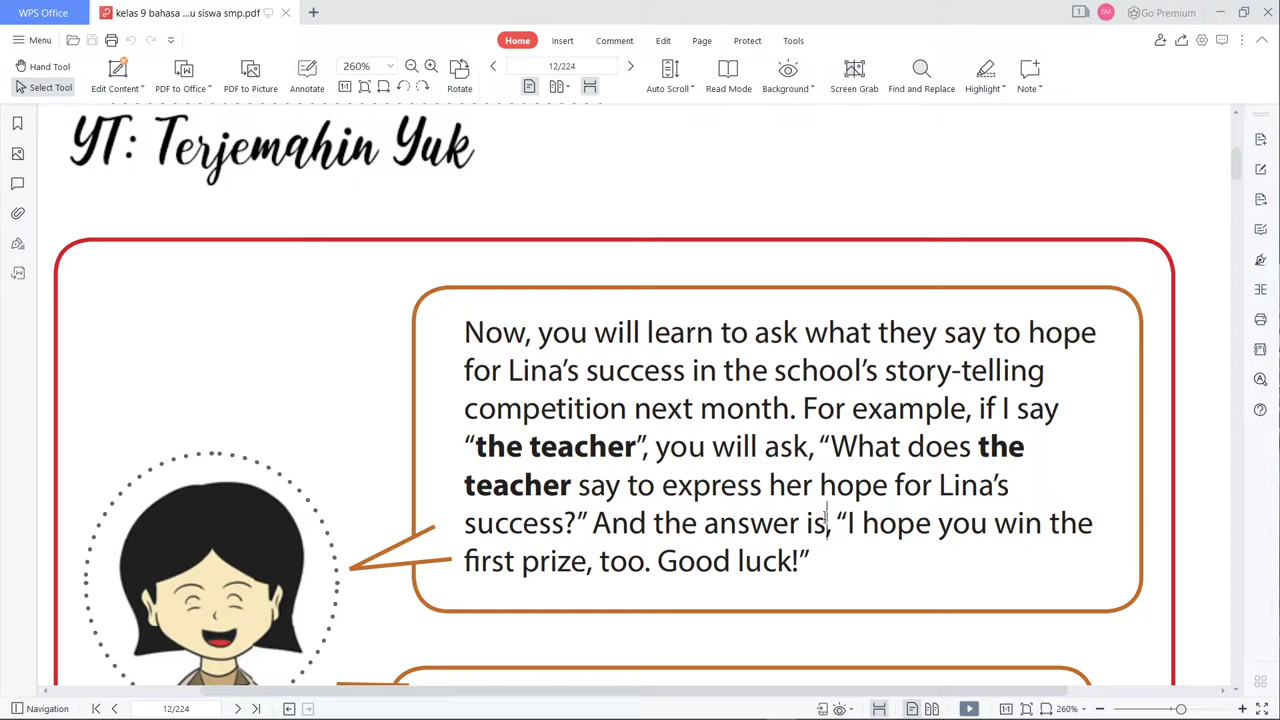 WPS Office
kelas 9 bahasa ...u siswa smp.pdf
1
SM
Go Premium
Menu
Home
Insert
Comment
Edit
Page
Protect
Tools
Hand Tool
Select Tool
Edit Content
PDF to Office
PDF to Picture
Annotate
260%
Rotate
12/224
Auto Scroll
Read Mode
Background
Screen Grab
Find and Replace
Highlight
Note
YT: Terjemahin Yuk
Now, you will learn to ask what they say to hope
for Lina’s success in the school’s story-telling
competition next month. For example, if I say
“the teacher”, you will ask, “What does the
teacher say to express her hope for Lina’s
success?” And the answer is, “I hope you win the
first prize, too. Good luck!”
Navigation
12/224
260%